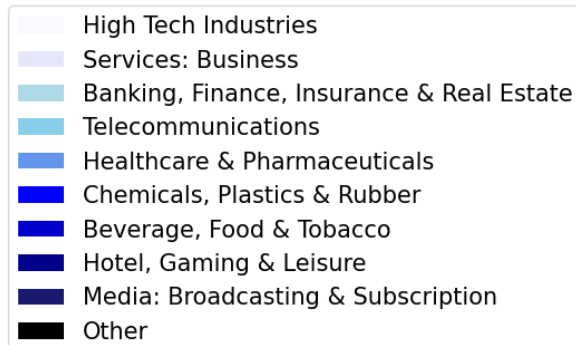 High Tech Industries
Services: Business
Banking, Finance, Insurance & Real Estate
Telecommunications
Healthcare & Pharmaceuticals
Chemicals, Plastics & Rubber
Beverage, Food & Tobacco
Hotel, Gaming & Leisure
Media: Broadcasting & Subscription
Other